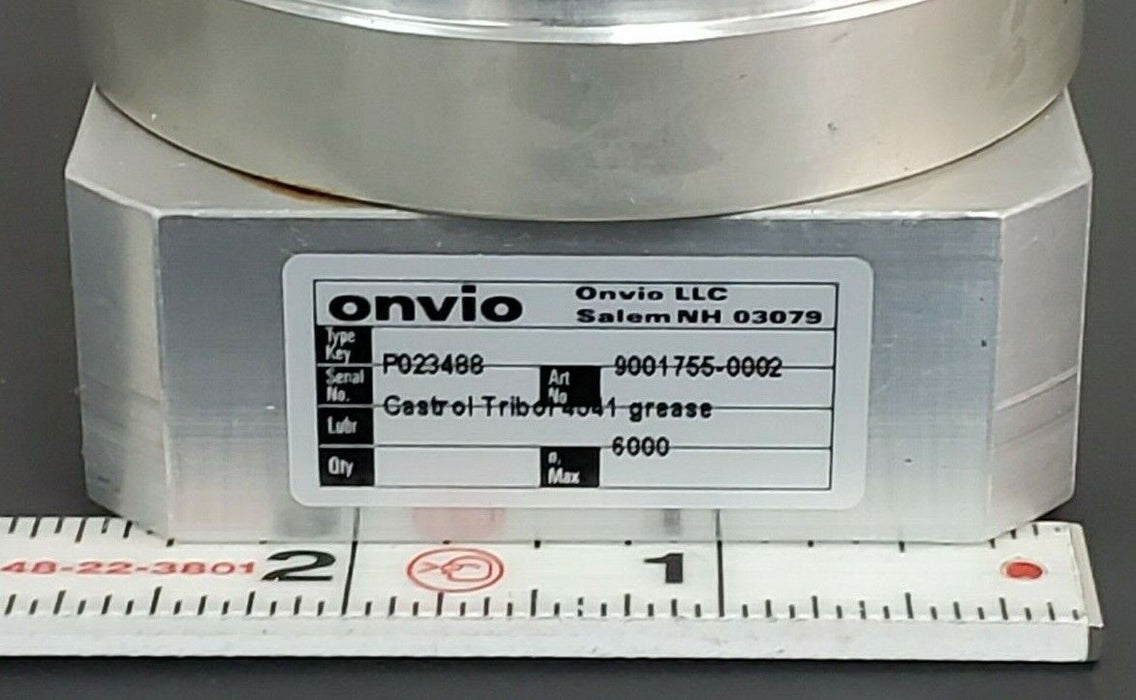 onvio
Onvio LLC
Salem NH 03079
Type Key
P023488
9001755-0002
Serial No.
Art No
Castrol Tribol 4041 grease
Lubr
6000
Qty
n. Max
48-22-3801
2
1